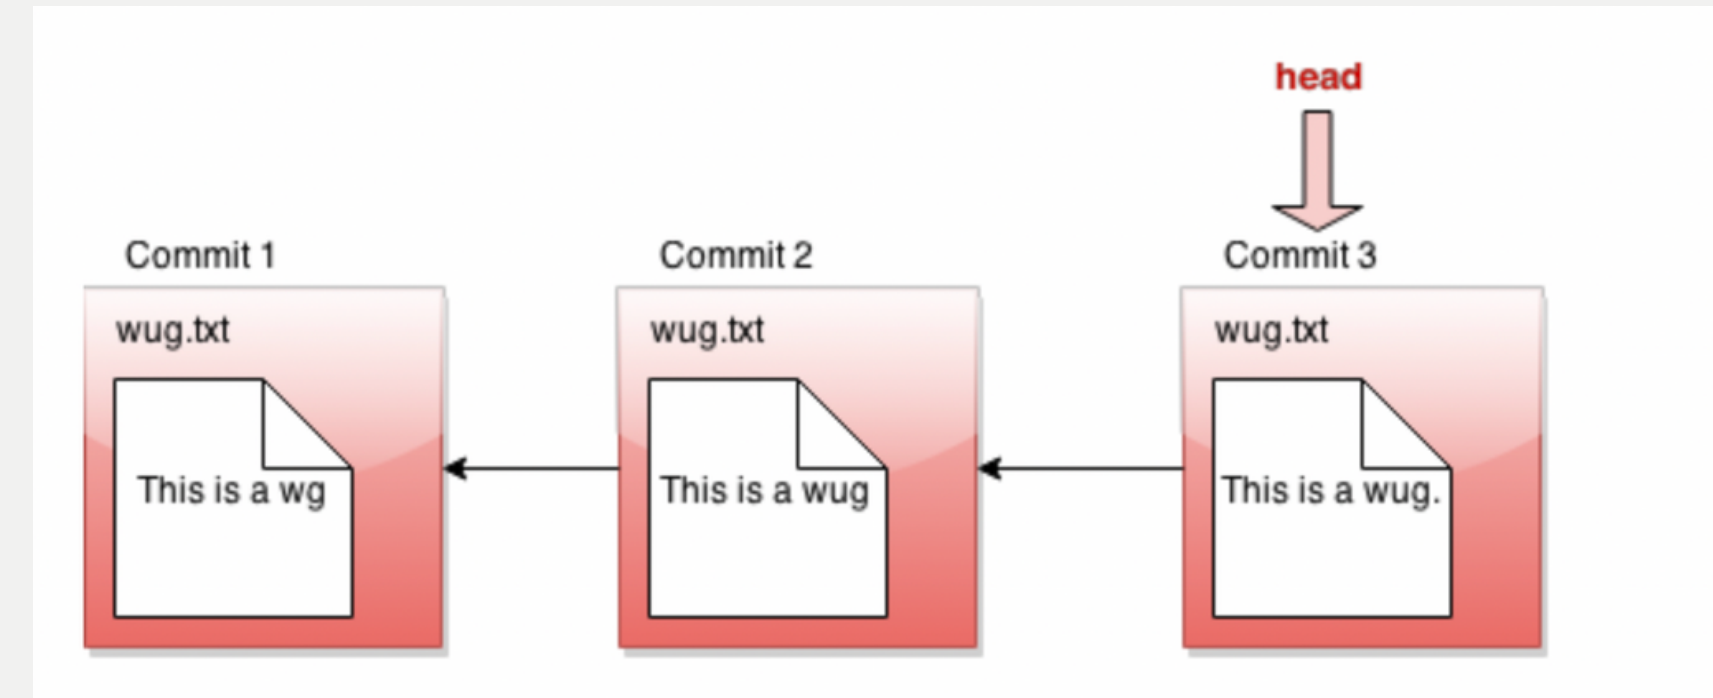 head
Commit 1
Commit 2
Commit 3
wug.txt
wug.txt
wug.txt
This is a wg
This is a wug
This is a wug.